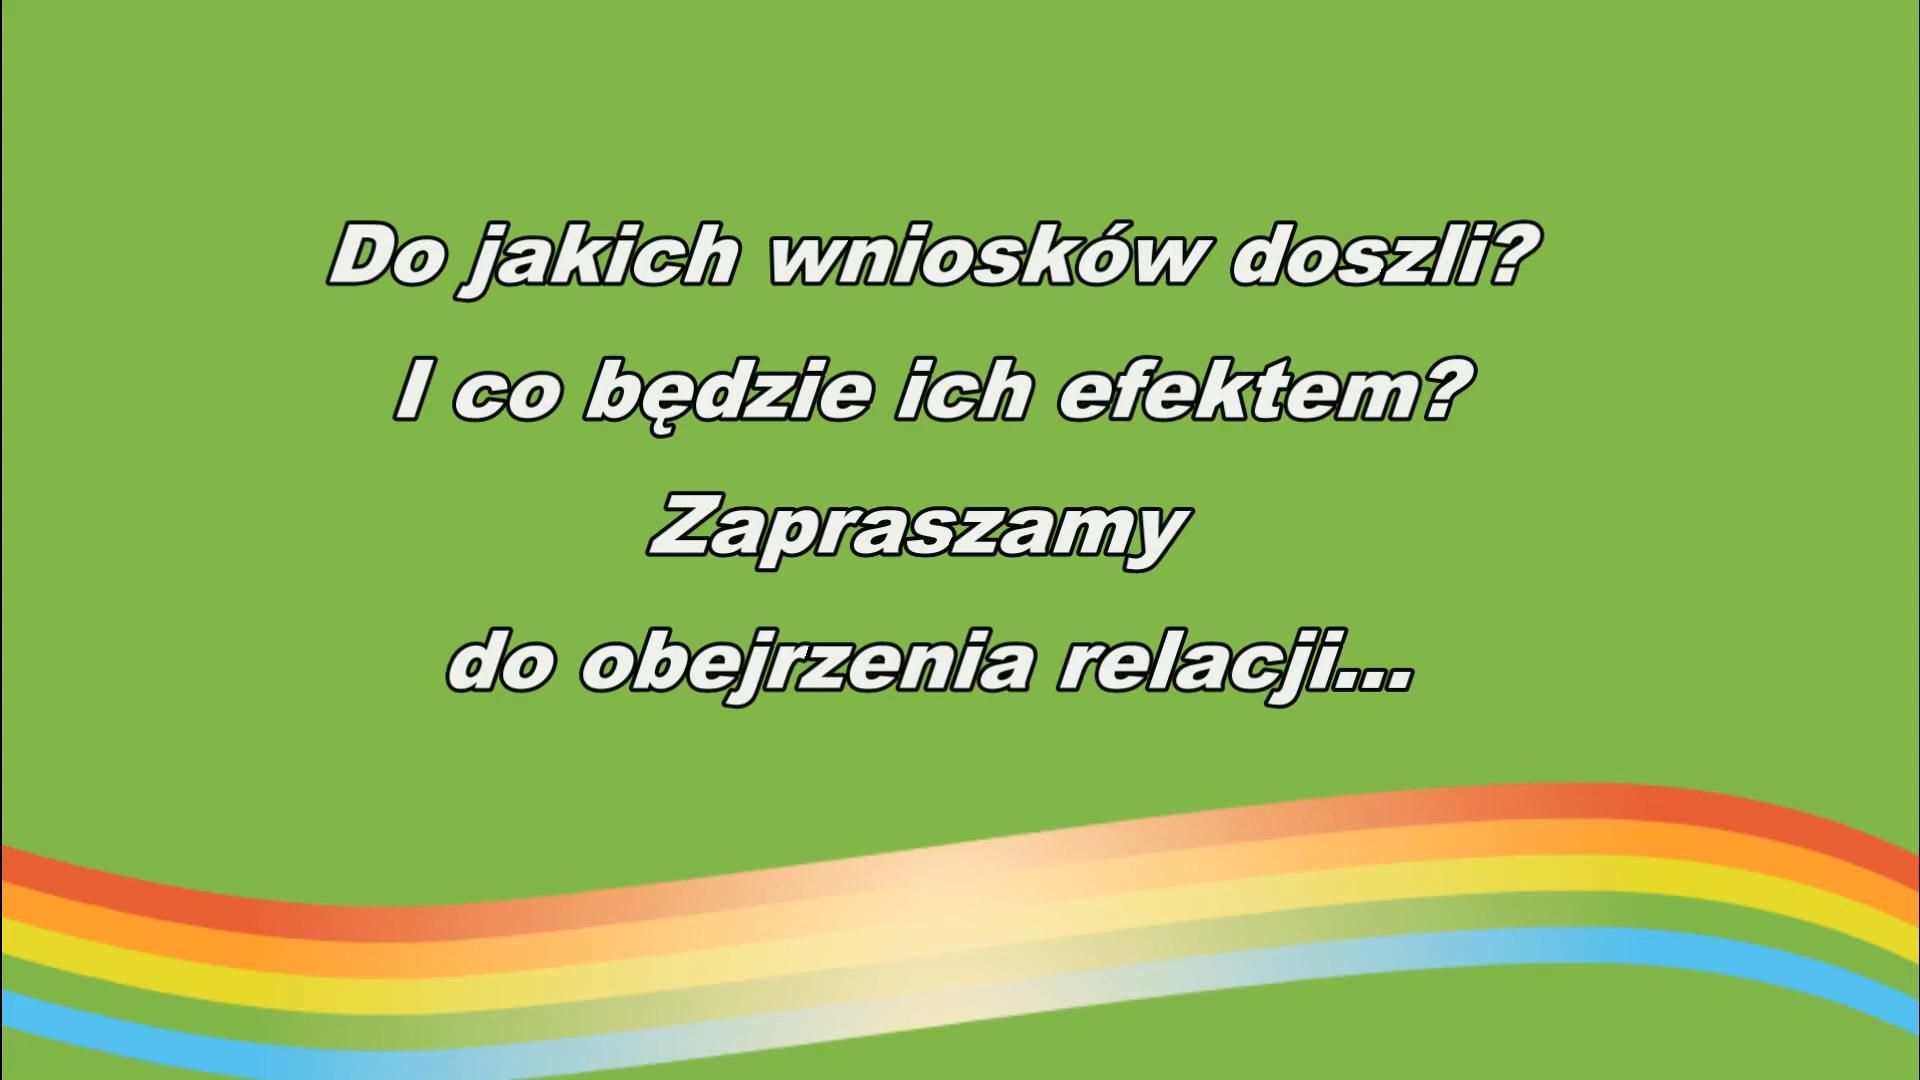 Do jakich wniosków doszli?
I co będzie ich efektem?
Zapraszamy
do obejrzenia relacji...